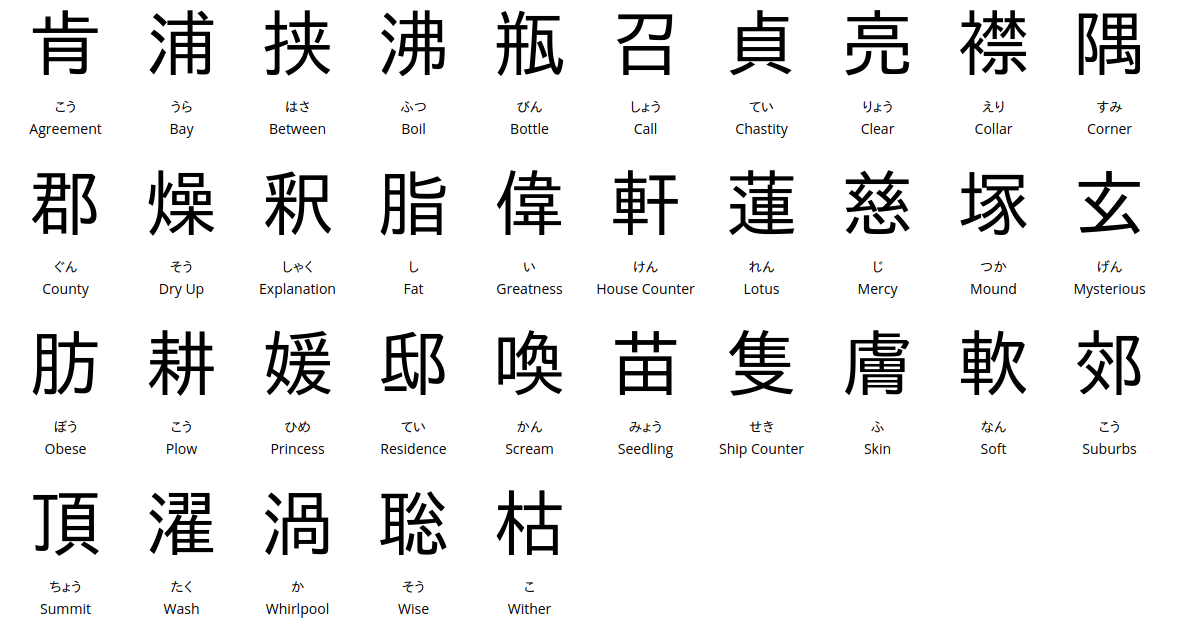 肯 浦 挟 沸 瓶 召 貞 亮 襟 隅
こう うら はさ ふつ びん しょう てい りょう えり すみ
Agreement Bay Between Boil Bottle Call Chastity Clear Collar Corner
郡 燥 釈 脂 偉 軒 蓮 慈 塚 玄
ぐん そう しゃく し い けん れん じ つか げん
County Dry Up Explanation Fat Greatness House Counter Lotus Mercy Mound Mysterious
肪 耕 媛 邸 喚 苗 隻 膚 軟 郊
ぼう こう ひめ てい かん みょう せき ふ なん こう
Obese Plow Princess Residence Scream Seedling Ship Counter Skin Soft Suburbs
頂 濯 渦 聡 枯
ちょう たく か そう こ
Summit Wash Whirlpool Wise Wither